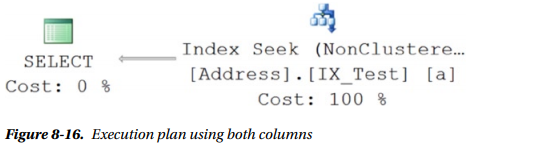 SELECT
Cost: 0 %
Index Seek (NonClustere…
[Address].[IX_Test] [a]
Cost: 100 %
Figure 8-16. Execution plan using both columns